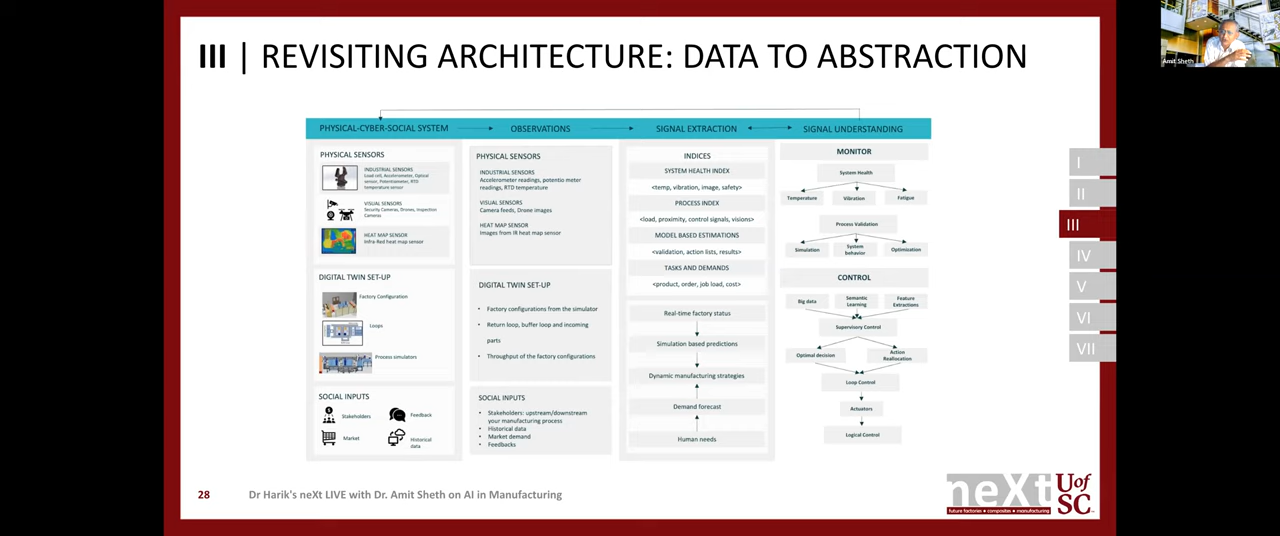 III | REVISITING ARCHITECTURE: DATA TO ABSTRACTION
Amit Sheth
PHYSICAL-CYBER-SOCIAL SYSTEM
OBSERVATIONS
SIGNAL EXTRACTION
SIGNAL UNDERSTANDING
PHYSICAL SENSORS
INDUSTRIAL SENSORS
Load cell, Accelerometer, Optical
sensor, Potentiometer, RTD
temperature sensor
VISUAL SENSORS
Security Cameras, Drones, Inspection
Cameras
HEAT MAP SENSOR
Infra-Red heat map sensor
DIGITAL TWIN SET-UP
Factory Configuration
Loops
Process simulators
SOCIAL INPUTS
Stakeholders
Feedback
Market
Historical
data
PHYSICAL SENSORS
INDUSTRIAL SENSORS
Accelerometer readings, potentio meter
readings, RTD temperature
VISUAL SENSORS
Camera feeds, Drone images
HEAT MAP SENSOR
Images from IR heat map sensor
DIGITAL TWIN SET-UP
• Factory configurations from the simulator
• Return loop, buffer loop and incoming
parts
• Throughput of the factory configurations
SOCIAL INPUTS
• Stakeholders: upstream/downstream
your manufacturing process
• Historical data
• Market demand
• Feedbacks
INDICES
SYSTEM HEALTH INDEX
<temp, vibration, image, safety>
PROCESS INDEX
<load, proximity, control signals, visions>
MODEL BASED ESTIMATIONS
<validation, action lists, results>
TASKS AND DEMANDS
<product, order, job load, cost>
Real-time factory status
Simulation based predictions
Dynamic manufacturing strategies
Demand forecast
Human needs
MONITOR
System Health
Temperature
Vibration
Fatigue
Process Validation
Simulation
System
behavior
Optimization
CONTROL
Big data
Semantic
Learning
Feature
Extractions
Supervisory Control
Optimal decision
Action
Reallocation
Loop Control
Actuators
Logical Control
I
II
III
IV
V
VI
VII
28
Dr Harik's neXt LIVE with Dr. Amit Sheth on AI in Manufacturing
neXt
future factories • composites • manufacturing
U of
SC